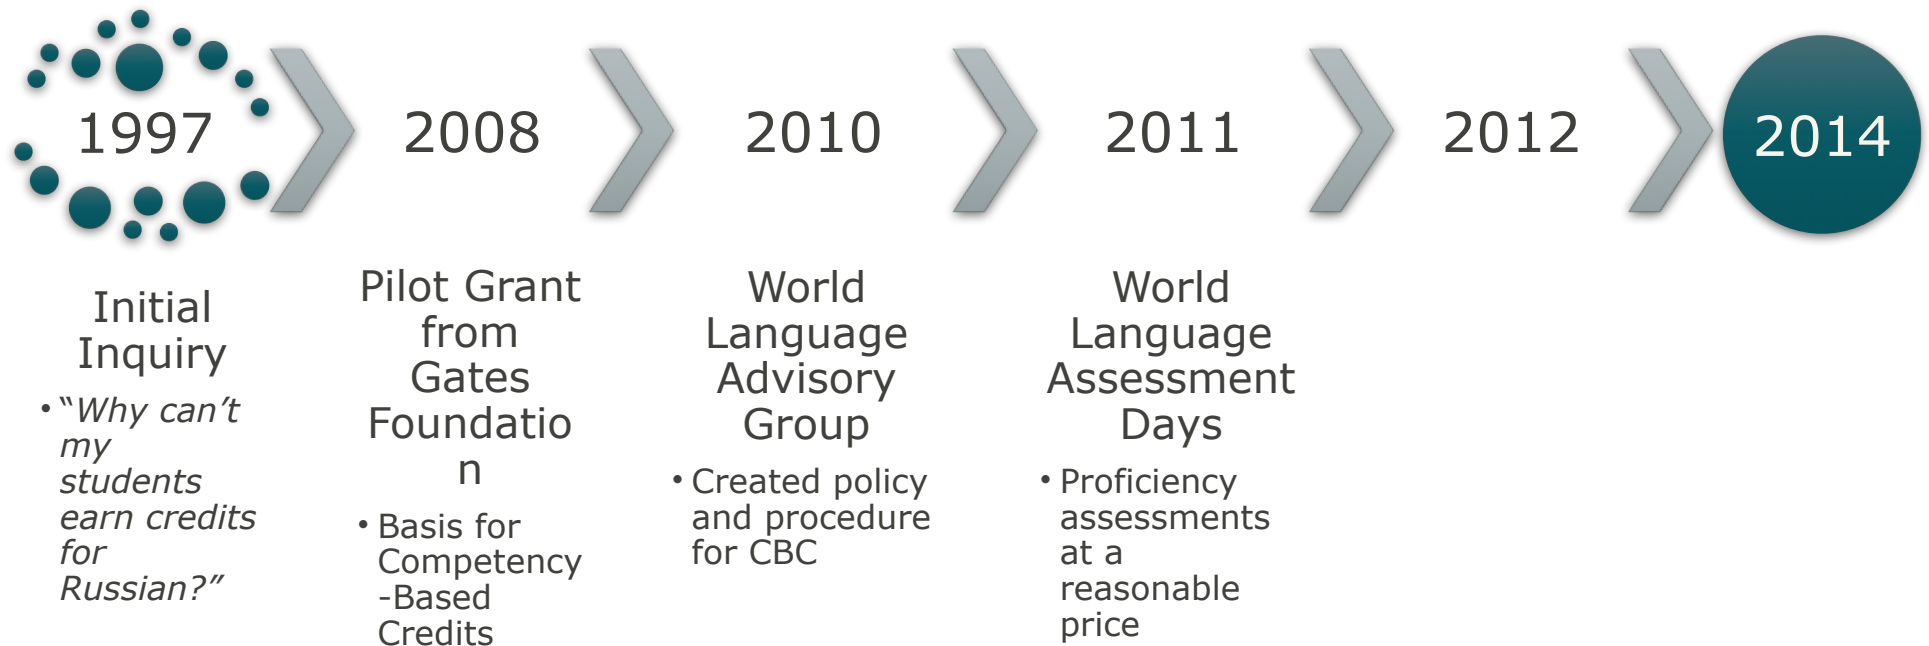 1997
2008
2010
2011
2012
2014
Initial
Inquiry
• “Why can’t
my
students
earn credits
for
Russian?”
Pilot Grant
from
Gates
Foundatio
n
• Basis for
Competency
-Based
Credits
World
Language
Advisory
Group
• Created policy
and procedure
for CBC
World
Language
Assessment
Days
• Proficiency
assessments
at a
reasonable
price